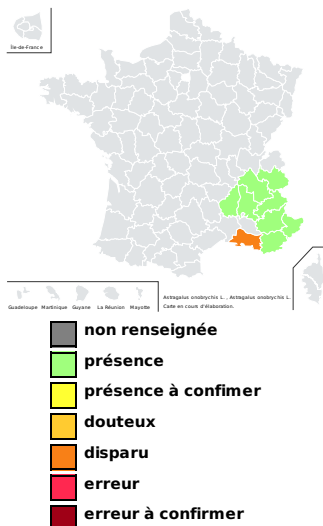 Île-de-France
Guadeloupe Martinique Guyane La Réunion Mayotte
Astragalus onobrychis L. , Astragalus onobrychis L.
Carte en cours d'élaboration.
non renseignée
présence
présence à confimer
douteux
disparu
erreur
erreur à confirmer